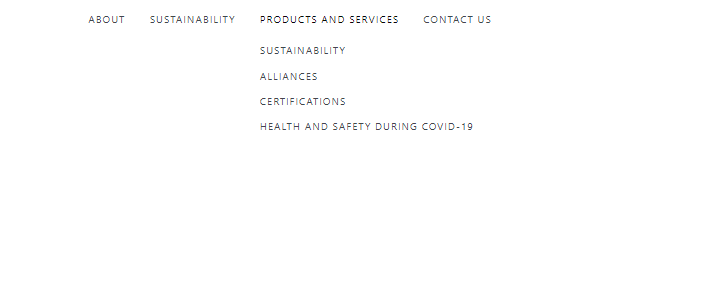 ABOUT SUSTAINABILITY PRODUCTS AND SERVICES CONTACT US
SUSTAINABILITY
ALLIANCES
CERTIFICATIONS
HEALTH AND SAFETY DURING COVID-19